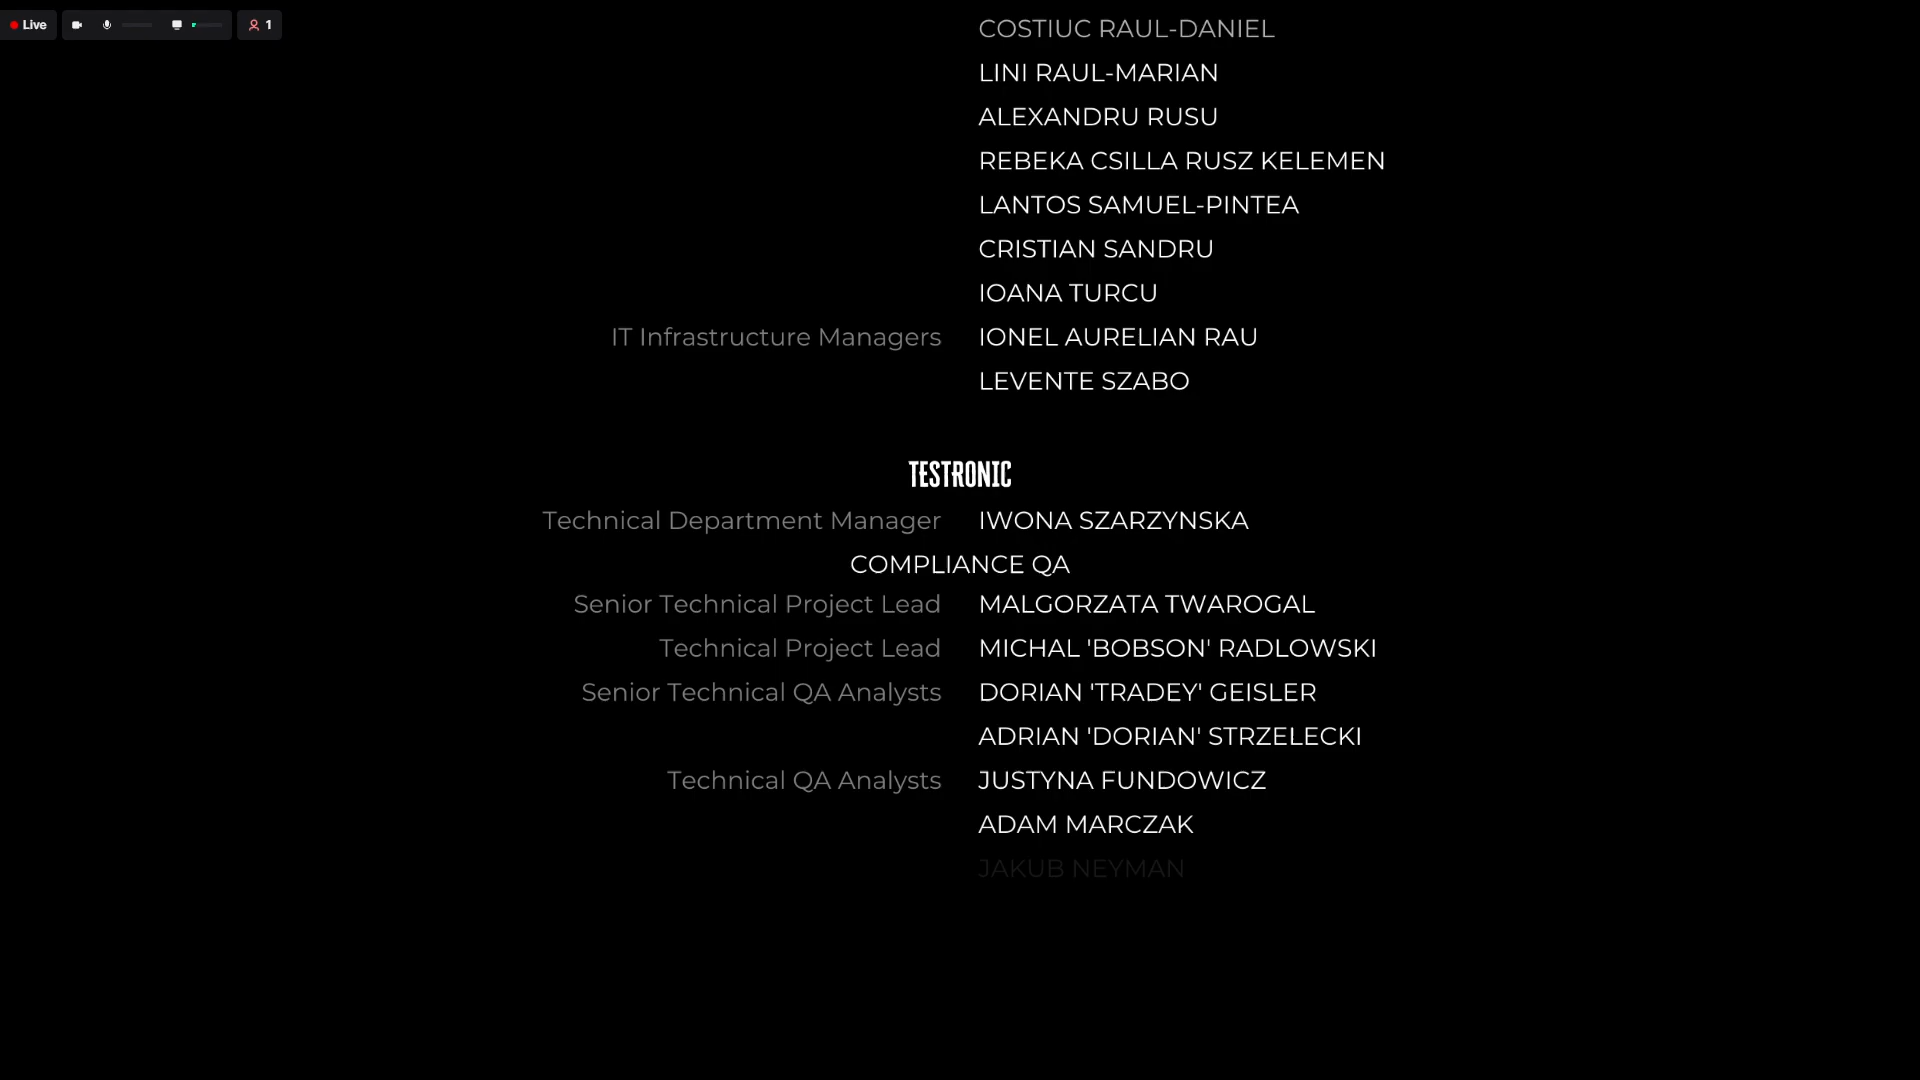 Live
1
COSTIUC RAUL-DANIEL
LINI RAUL-MARIAN
ALEXANDRU RUSU
REBEKA CSILLA RUSZ KELEMEN
LANTOS SAMUEL-PINTEA
CRISTIAN SANDRU
IOANA TURCU
IT Infrastructure Managers IONEL AURELIAN RAU
LEVENTE SZABO
TESTRONIC
Technical Department Manager IWONA SZARZYNSKA
COMPLIANCE QA
Senior Technical Project Lead MALGORZATA TWAROGAL
Technical Project Lead MICHAL 'BOBSON' RADLOWSKI
Senior Technical QA Analysts DORIAN 'TRADEY' GEISLER
ADRIAN 'DORIAN' STRZELECKI
Technical QA Analysts JUSTYNA FUNDOWICZ
ADAM MARCZAK
JAKUB NEYMAN